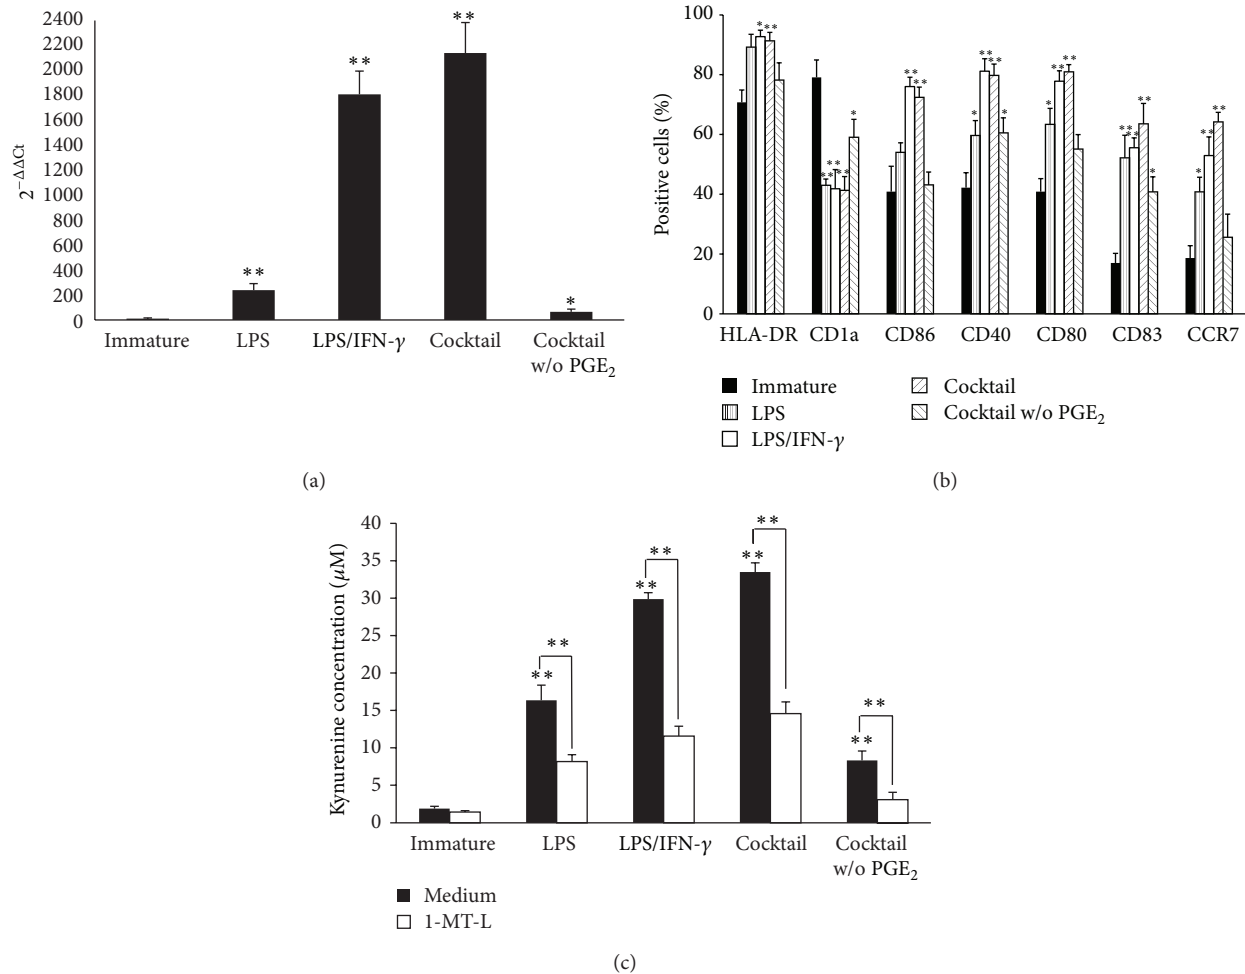 2400
2200
2000
1800
1600
1400
1200
1000
800
600
400
200
0
2^−ΔΔCt
**
**
**
*
Immature LPS LPS/IFN-γ Cocktail Cocktail
w/o PGE₂
(a)
100
80
60
40
20
0
Positive cells (%)
* **
** ** ** *
** **
* ** ** *
* ** **
** ** ** *
* ** **
HLA-DR CD1a CD86 CD40 CD80 CD83 CCR7
Immature
LPS
LPS/IFN-γ
Cocktail
Cocktail w/o PGE₂
(b)
40
35
30
25
20
15
10
5
0
Kynurenine concentration (μM)
**
**
**
**
**
**
**
**
Immature LPS LPS/IFN-γ Cocktail Cocktail
w/o PGE₂
Medium
1-MT-L
(c)